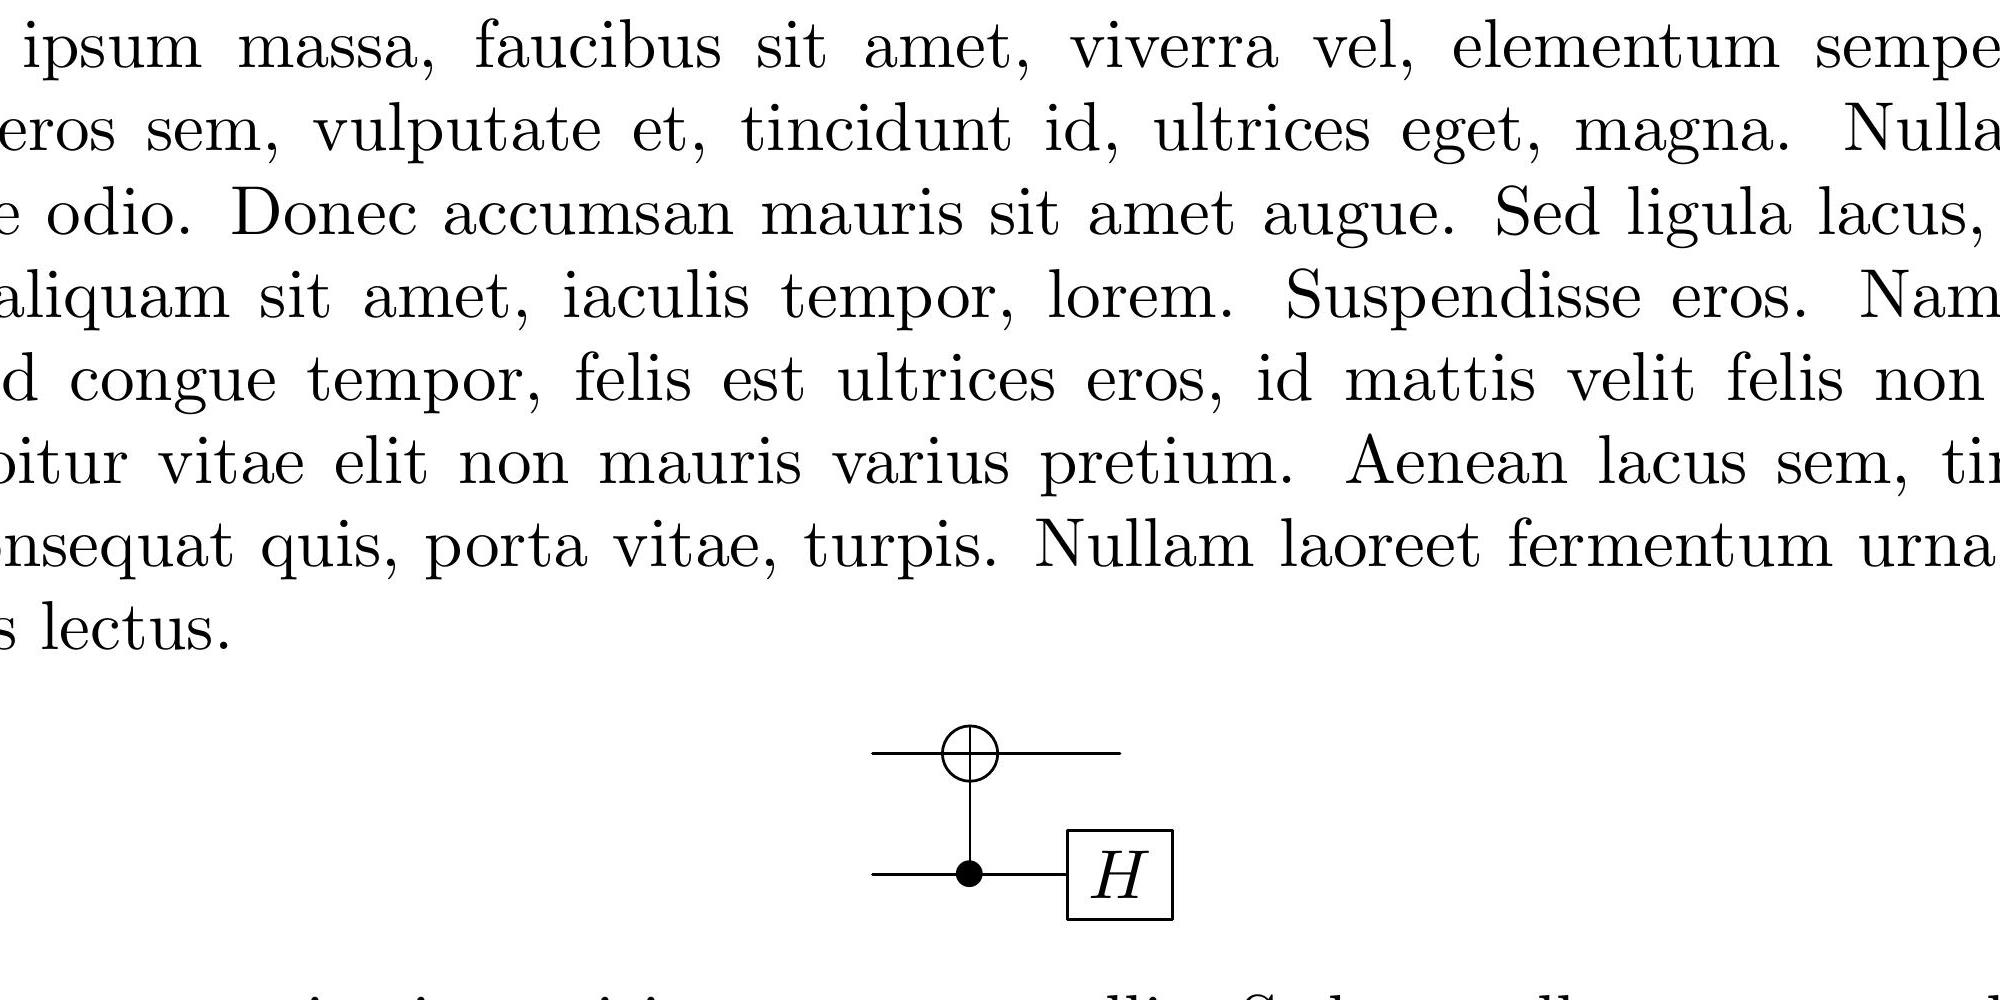 ipsum massa, faucibus sit amet, viverra vel, elementum sempe
eros sem, vulputate et, tincidunt id, ultrices eget, magna. Nulla
e odio. Donec accumsan mauris sit amet augue. Sed ligula lacus,
aliquam sit amet, iaculis tempor, lorem. Suspendisse eros. Nam
d congue tempor, felis est ultrices eros, id mattis velit felis non
bitur vitae elit non mauris varius pretium. Aenean lacus sem, tin
onsequat quis, porta vitae, turpis. Nullam laoreet fermentum urna
s lectus.
H